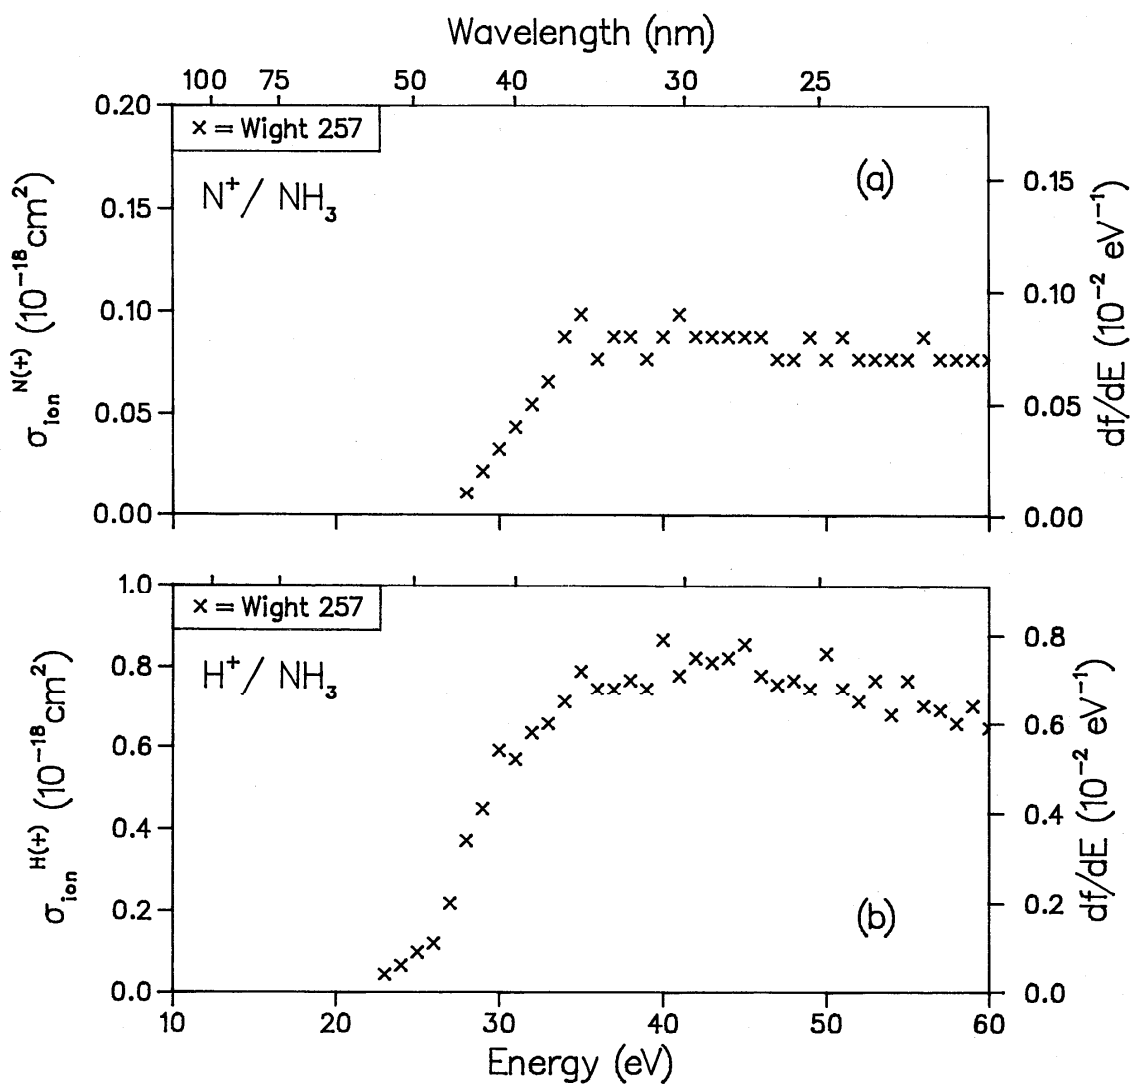 Wavelength (nm)
100 75 50 40 30 25
0.20
0.15
0.10
0.05
0.00
σion N(+) (10⁻¹⁸cm²)
× = Wight 257
N⁺/ NH₃
(a)
0.15
0.10
0.05
0.00
df/dE (10⁻² eV⁻¹)
1.0
0.8
0.6
0.4
0.2
0.0
σion H(+) (10⁻¹⁸cm²)
× = Wight 257
H⁺/ NH₃
(b)
0.8
0.6
0.4
0.2
0.0
df/dE (10⁻² eV⁻¹)
10 20 30 40 50 60
Energy (eV)